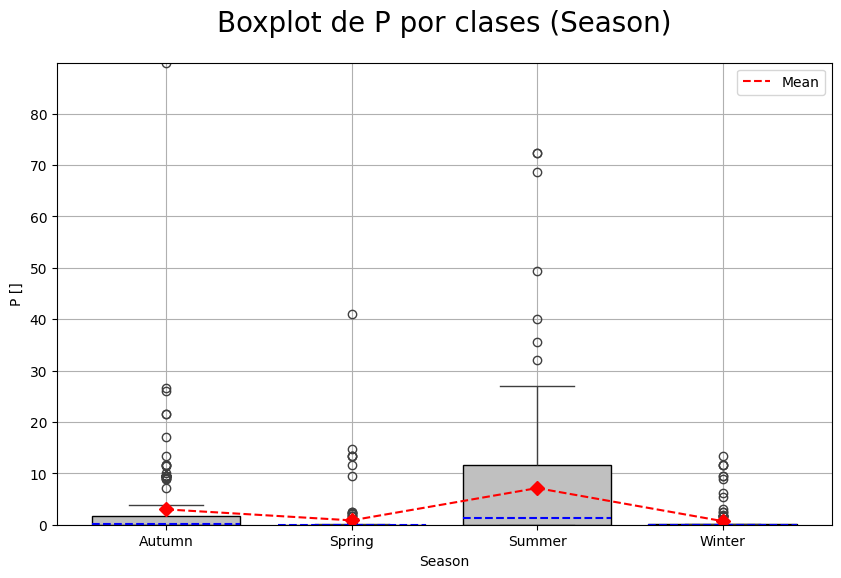 Boxplot de P por clases (Season)
Mean
80
70
60
50
40
30
20
10
0
P []
Autumn
Spring
Summer
Winter
Season